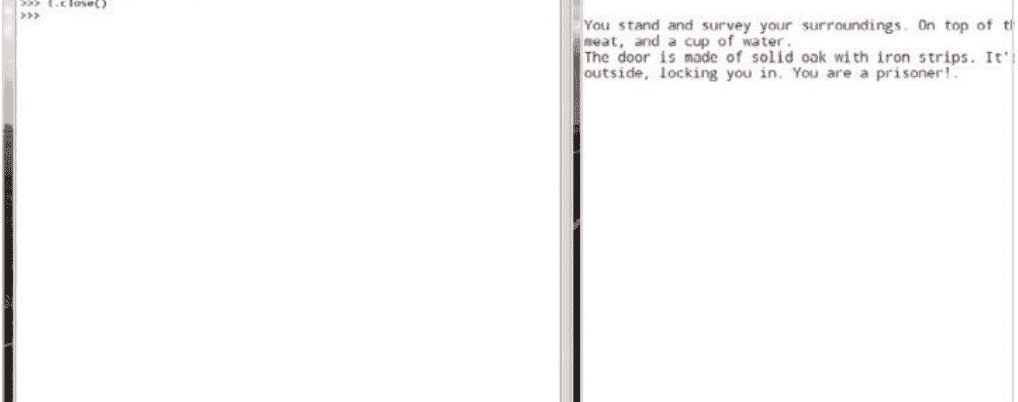 >>> t.close()
>>>
You stand and survey your surroundings. On top of
meat, and a cup of water.
The door is made of solid oak with iron strips. It's
outside, locking you in. You are a prisoner!.